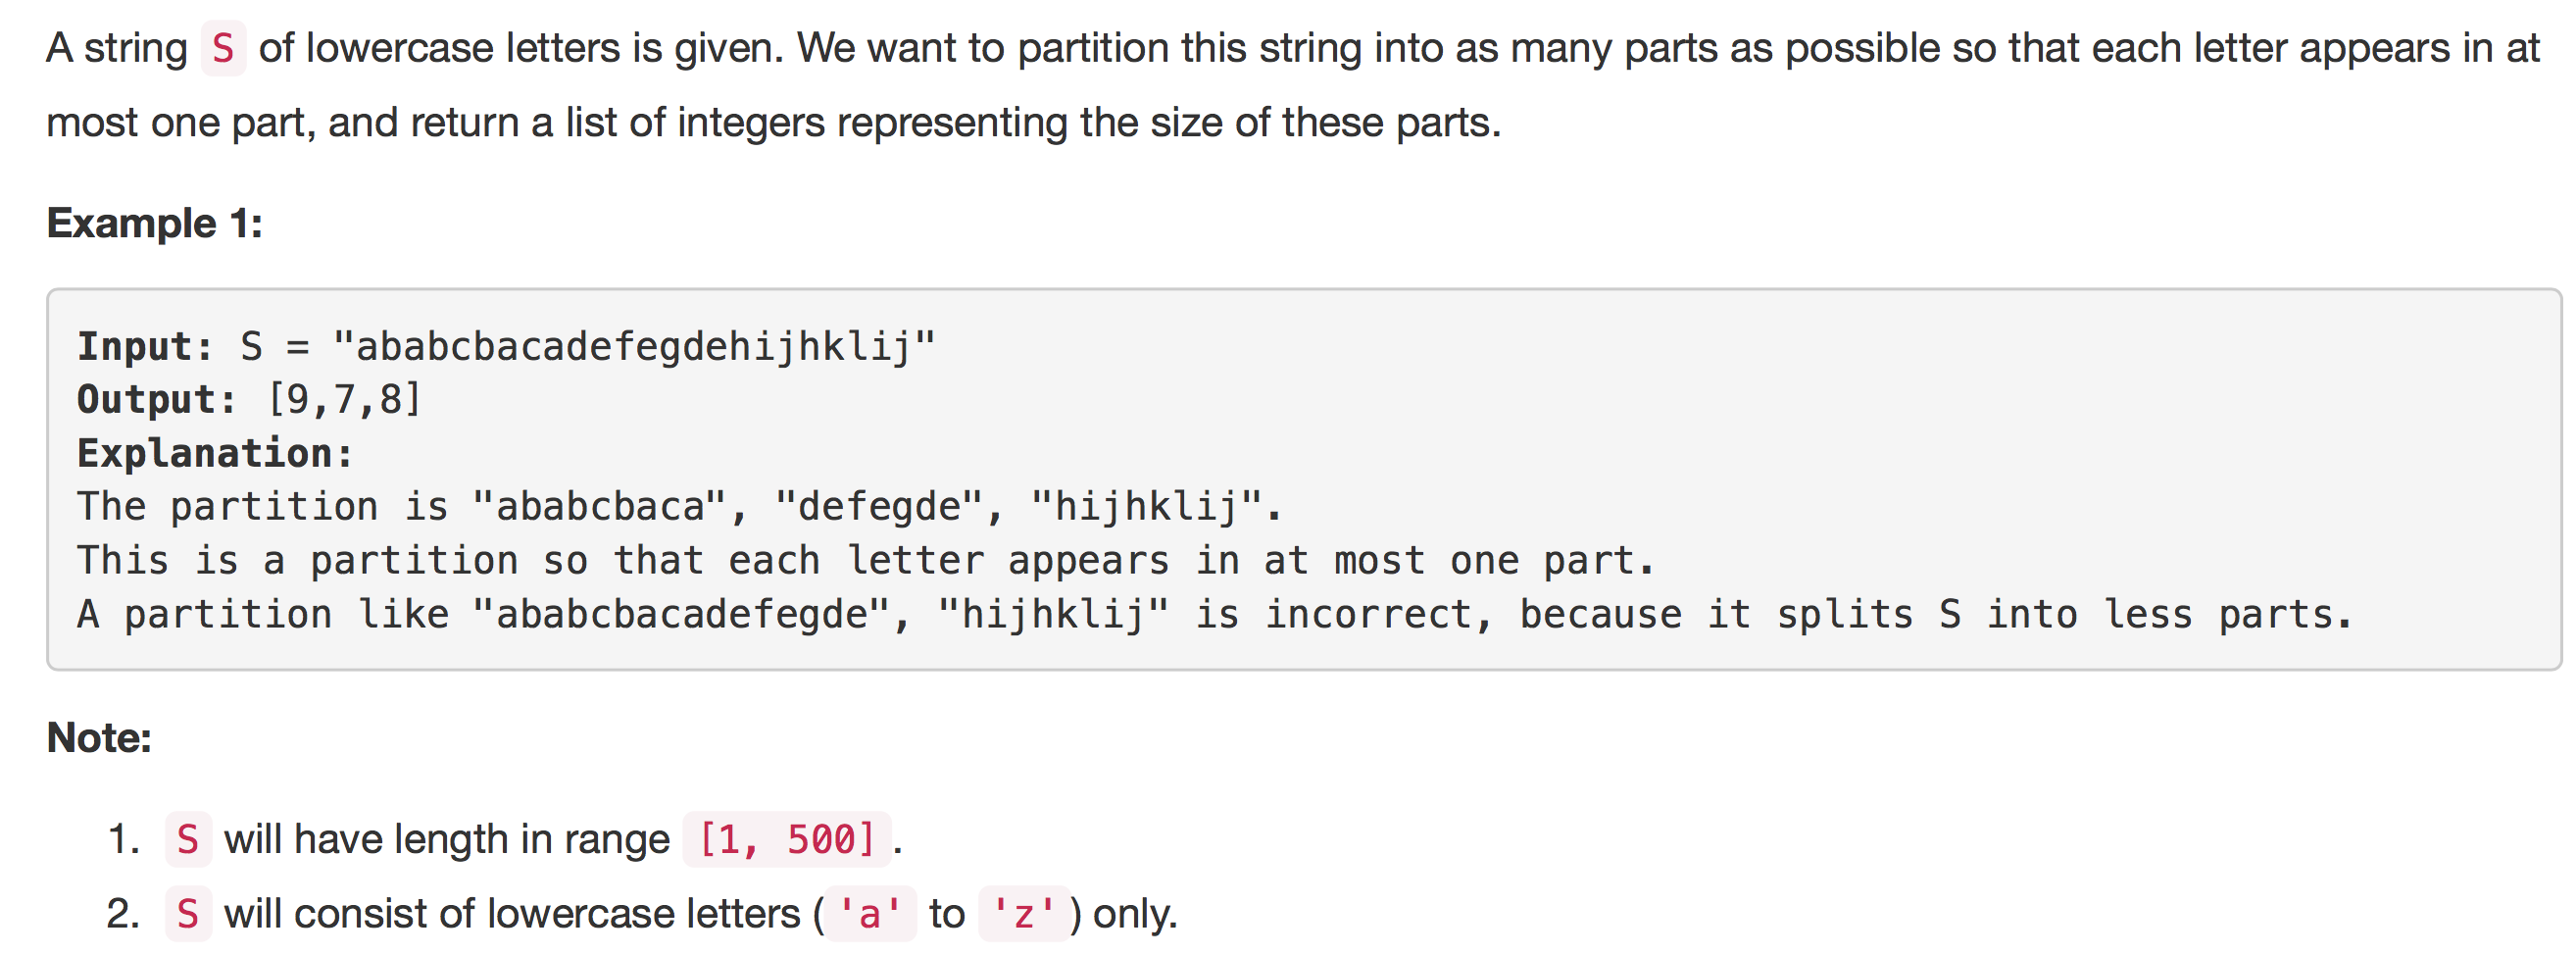 A string S of lowercase letters is given. We want to partition this string into as many parts as possible so that each letter appears in at
most one part, and return a list of integers representing the size of these parts.
Example 1:
Input: S = "ababcbacadefegdehijhklij"
Output: [9,7,8]
Explanation:
The partition is "ababcbaca", "defegde", "hijhklij".
This is a partition so that each letter appears in at most one part.
A partition like "ababcbacadefegde", "hijhklij" is incorrect, because it splits S into less parts.
Note:
1. S will have length in range [1, 500].
2. S will consist of lowercase letters ('a' to 'z') only.